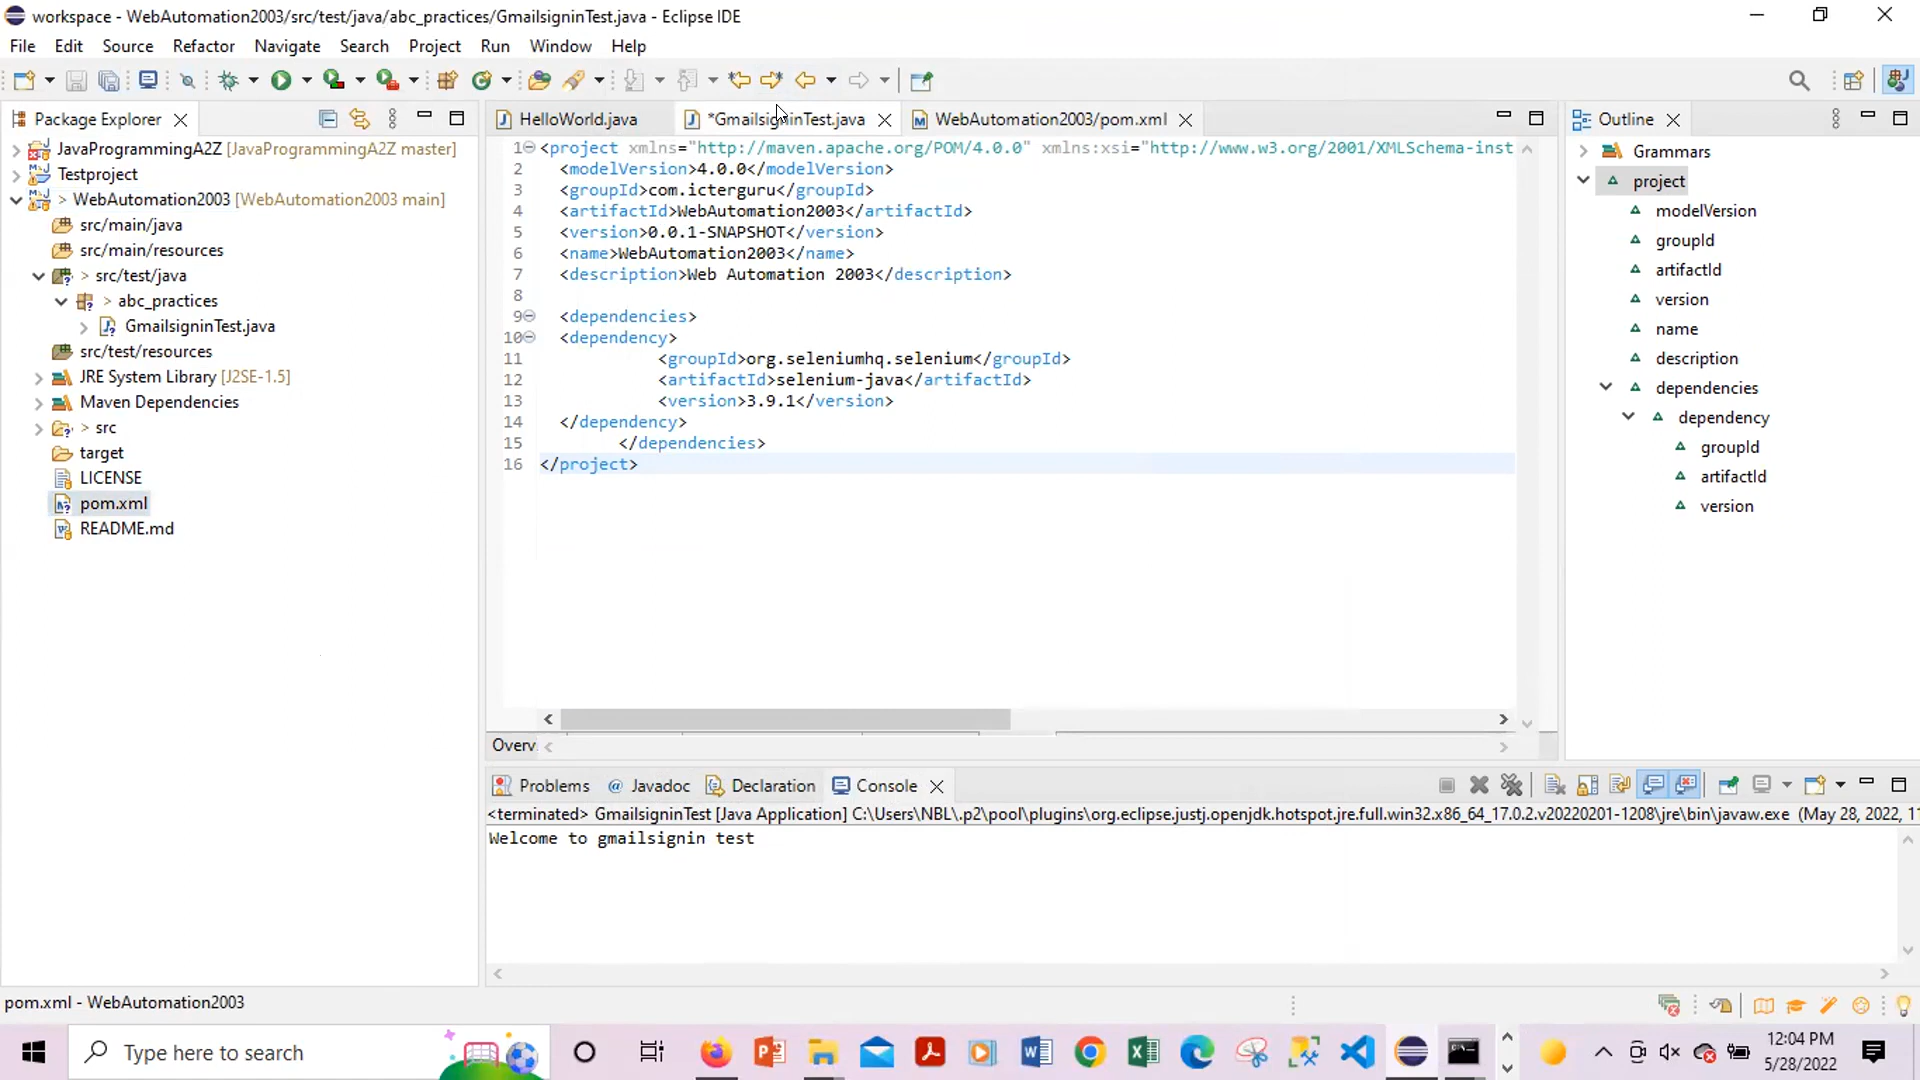 workspace - WebAutomation2003/src/test/java/abc_practices/GmailsigninTest.java - Eclipse IDE
File Edit Source Refactor Navigate Search Project Run Window Help
Package Explorer
HelloWorld.java
*GmailsigninTest.java
WebAutomation2003/pom.xml
Outline
JavaProgrammingA2Z [JavaProgrammingA2Z master]
Testproject
> WebAutomation2003 [WebAutomation2003 main]
src/main/java
src/main/resources
> src/test/java
> abc_practices
GmailsigninTest.java
src/test/resources
JRE System Library [J2SE-1.5]
Maven Dependencies
> src
target
LICENSE
pom.xml
README.md
1 <project xmlns="http://maven.apache.org/POM/4.0.0" xmlns:xsi="http://www.w3.org/2001/XMLSchema-inst
2 <modelVersion>4.0.0</modelVersion>
3 <groupId>com.icterguru</groupId>
4 <artifactId>WebAutomation2003</artifactId>
5 <version>0.0.1-SNAPSHOT</version>
6 <name>WebAutomation2003</name>
7 <description>Web Automation 2003</description>
8
9 <dependencies>
10 <dependency>
11 <groupId>org.seleniumhq.selenium</groupId>
12 <artifactId>selenium-java</artifactId>
13 <version>3.9.1</version>
14 </dependency>
15 </dependencies>
16 </project>
Overv
Grammars
project
modelVersion
groupId
artifactId
version
name
description
dependencies
dependency
groupId
artifactId
version
Problems @ Javadoc Declaration Console
<terminated> GmailsigninTest [Java Application] C:\Users\NBL\.p2\pool\plugins\org.eclipse.justj.openjdk.hotspot.jre.full.win32.x86_64_17.0.2.v20220201-1208\jre\bin\javaw.exe (May 28, 2022, 11
Welcome to gmailsignin test
pom.xml - WebAutomation2003
Type here to search
12:04 PM
5/28/2022